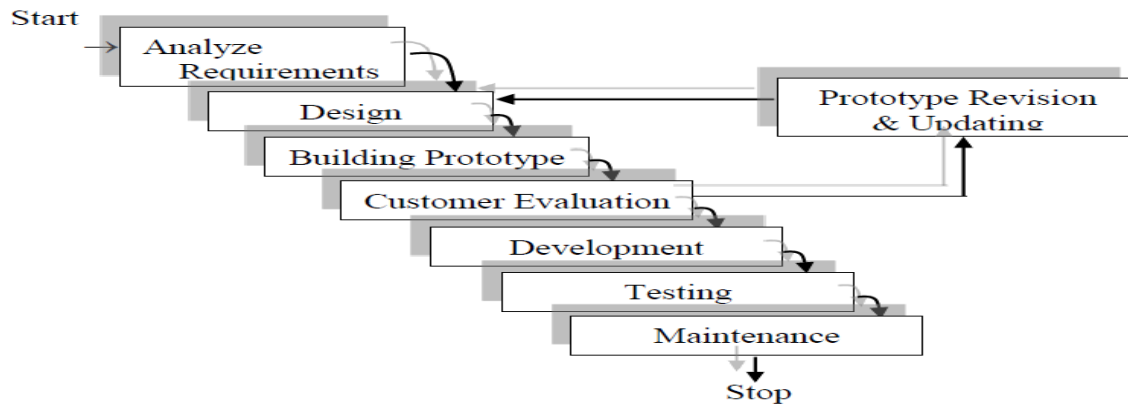 Start
Analyze
Requirements
Design
Prototype Revision
& Updating
Building Prototype
Customer Evaluation
Development
Testing
Maintenance
Stop